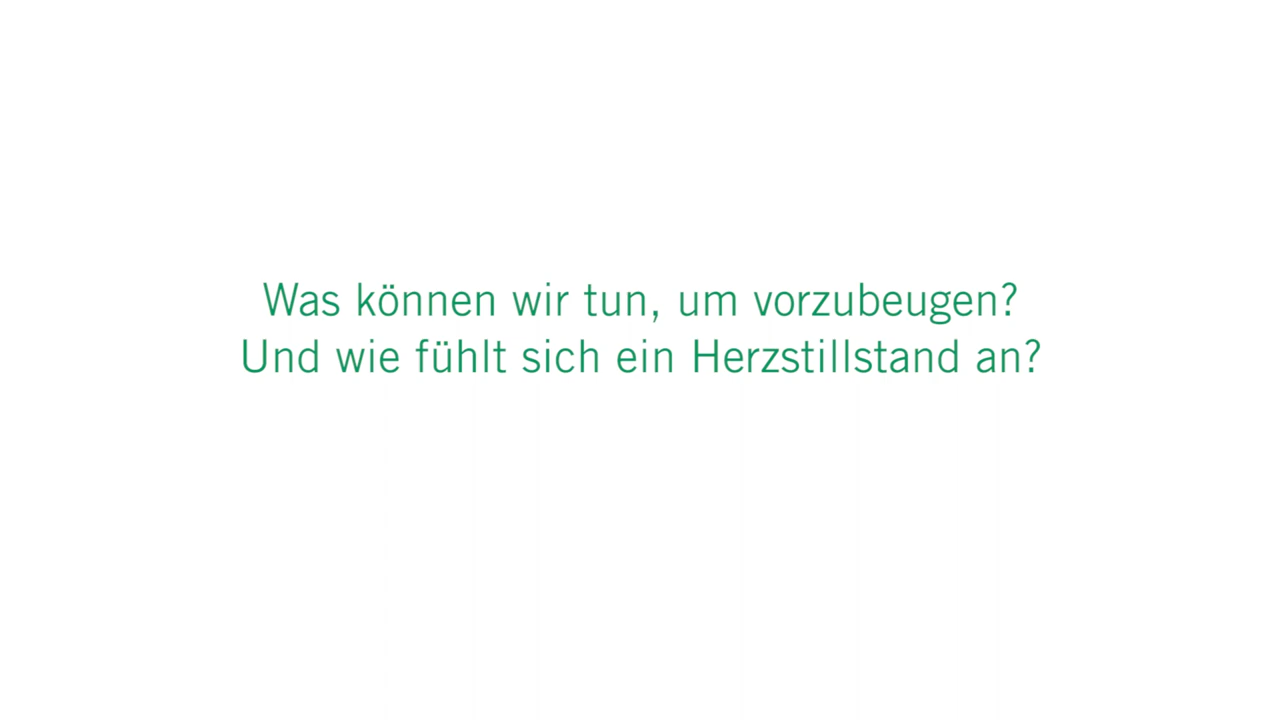 Was können wir tun, um vorzubeugen?
Und wie fühlt sich ein Herzstillstand an?